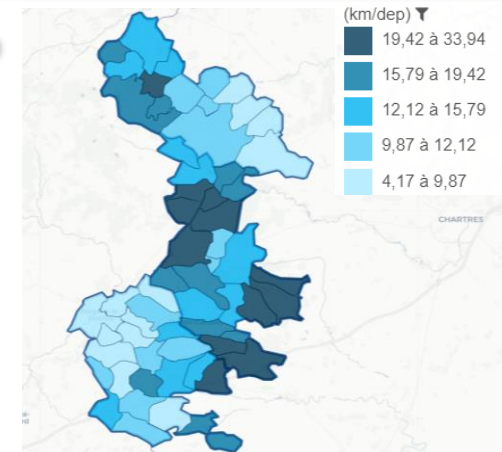 (km/dep)
19,42 à 33,94
15,79 à 19,42
12,12 à 15,79
9,87 à 12,12
4,17 à 9,87
CHARTRES